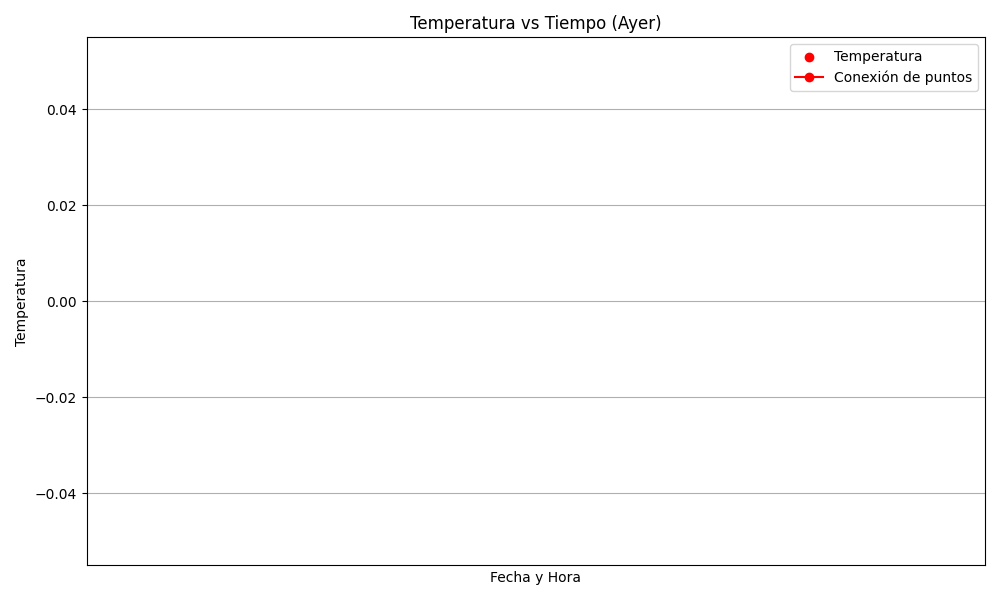 Temperatura vs Tiempo (Ayer)
Temperatura
Conexión de puntos
0.04
0.02
0.00
−0.02
−0.04
Temperatura
Fecha y Hora